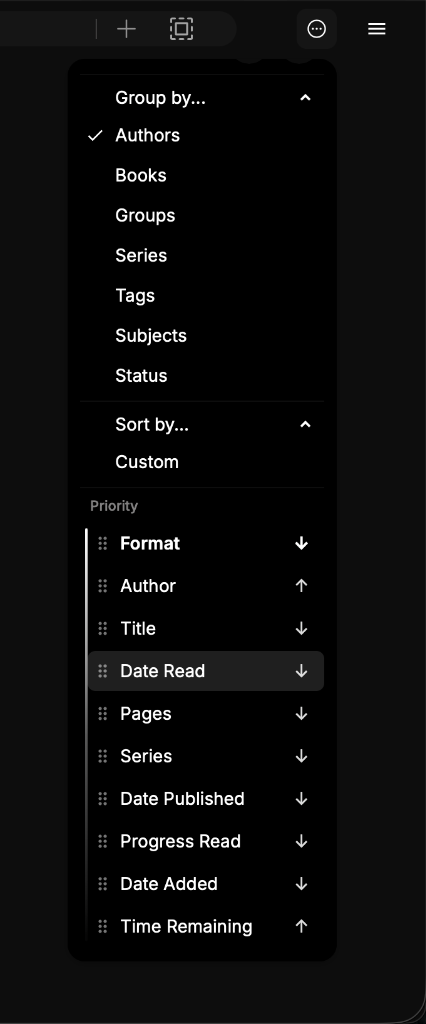 Group by...
Authors
Books
Groups
Series
Tags
Subjects
Status
Sort by...
Custom
Priority
Format
Author
Title
Date Read
Pages
Series
Date Published
Progress Read
Date Added
Time Remaining